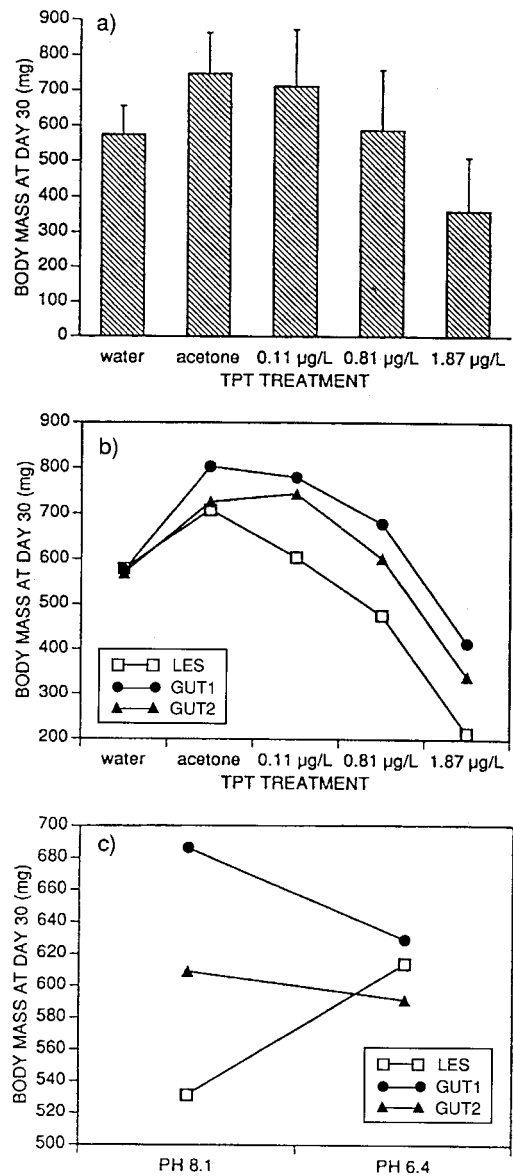 a)
BODY MASS AT DAY 30 (mg)
900
800
700
600
500
400
300
200
100
0
water acetone 0.11 µg/L 0.81 µg/L 1.87 µg/L
TPT TREATMENT
b)
BODY MASS AT DAY 30 (mg)
900
800
700
600
500
400
300
200
LES
GUT1
GUT2
water acetone 0.11 µg/L 0.81 µg/L 1.87 µg/L
TPT TREATMENT
c)
BODY MASS AT DAY 30 (mg)
700
680
660
640
620
600
580
560
540
520
500
LES
GUT1
GUT2
PH 8.1 PH 6.4